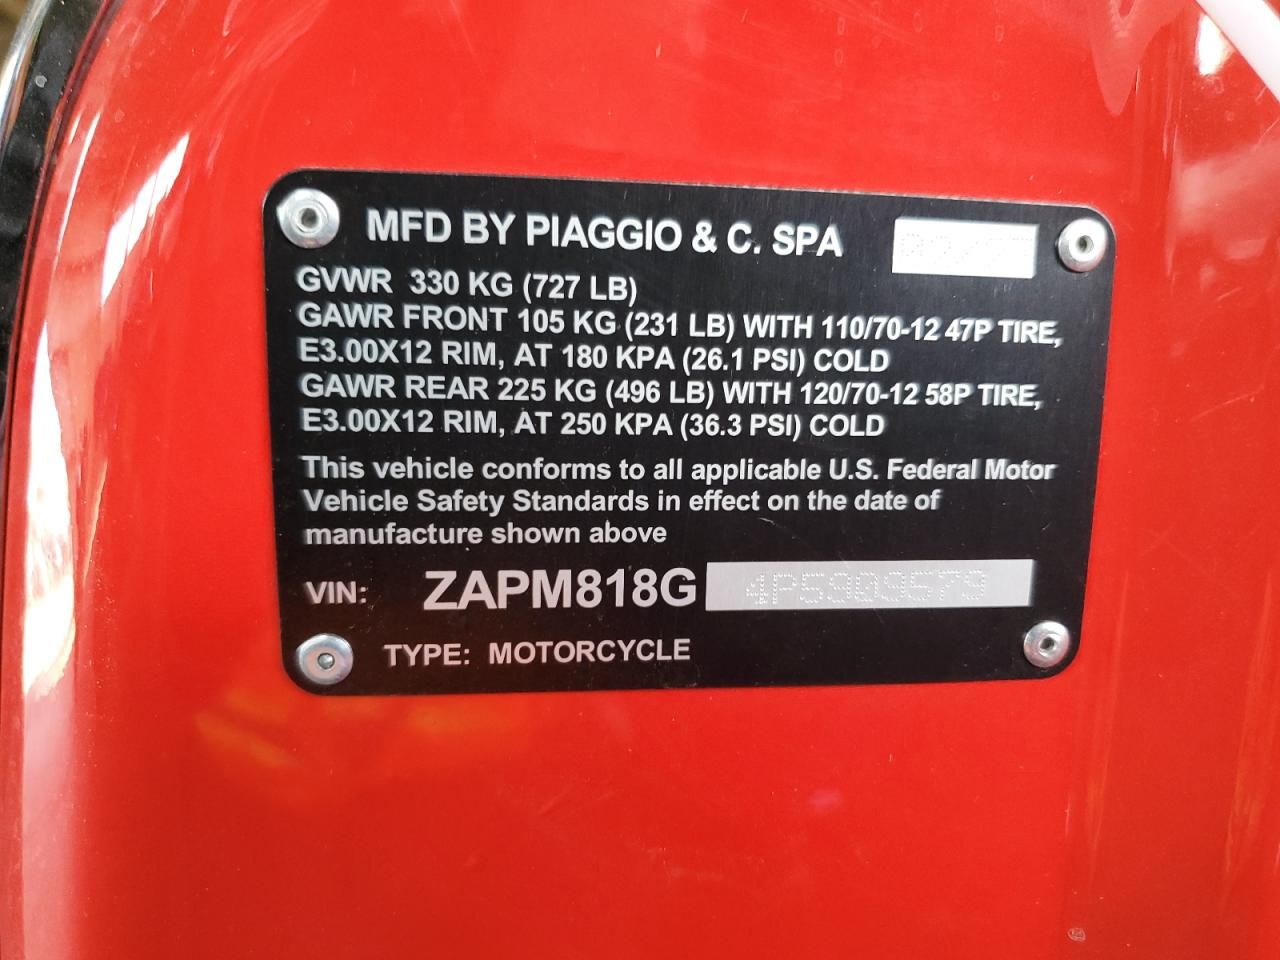 MFD BY PIAGGIO & C. SPA
GVWR 330 KG (727 LB)
GAWR FRONT 105 KG (231 LB) WITH 110/70-12 47P TIRE,
E3.00X12 RIM, AT 180 KPA (26.1 PSI) COLD
GAWR REAR 225 KG (496 LB) WITH 120/70-12 58P TIRE,
E3.00X12 RIM, AT 250 KPA (36.3 PSI) COLD
This vehicle conforms to all applicable U.S. Federal Motor
Vehicle Safety Standards in effect on the date of
manufacture shown above
VIN: ZAPM818G
TYPE: MOTORCYCLE